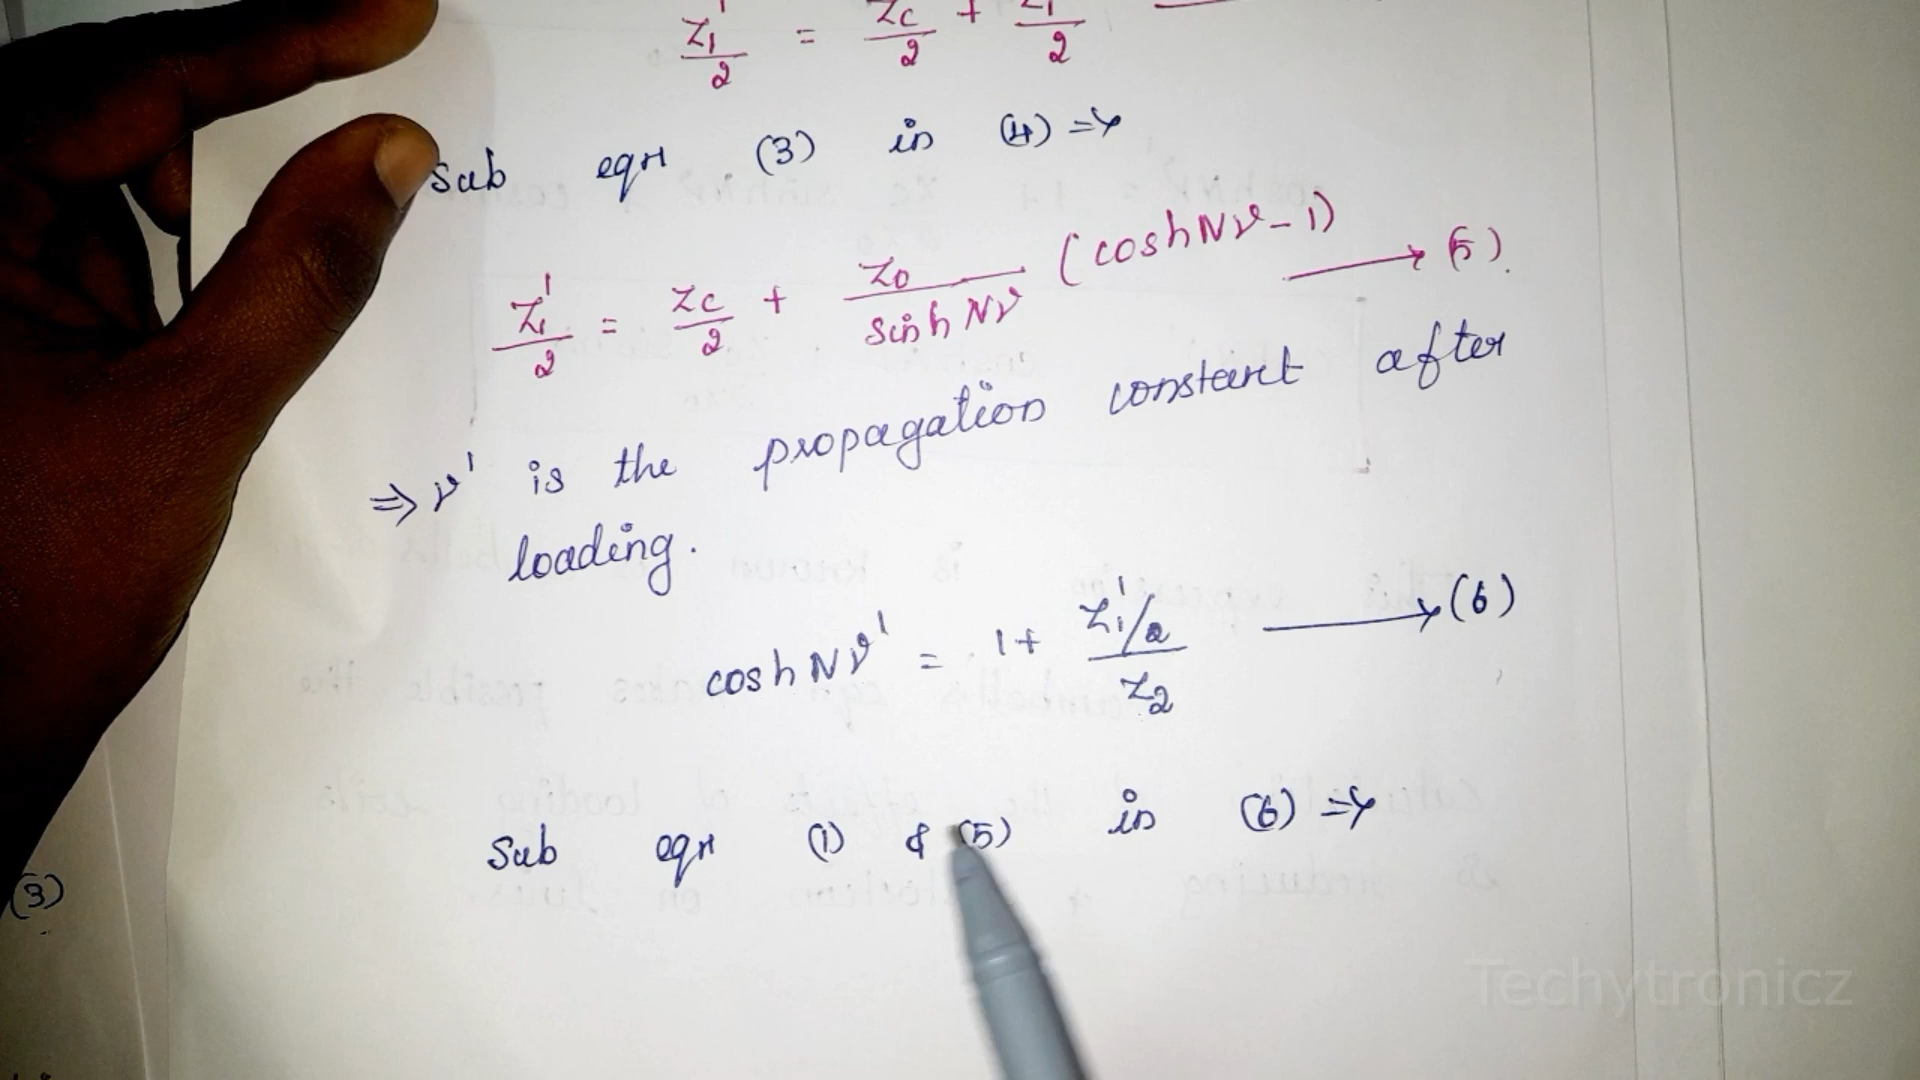 Z₁'/2 = Zc/2 + Z₁/2
Sub eqn (3) in (4) =>
Z₁'/2 = Zc/2 + Z₀/sinh Nγ (cosh Nγ - 1) → (5)
⇒ γ' is the propagation constant after
loading.
cosh Nγ' = 1 + Z₁'/2/Z₂ → (6)
Sub eqn (1) & (5) in (6) =>
(3)
Techytronicz